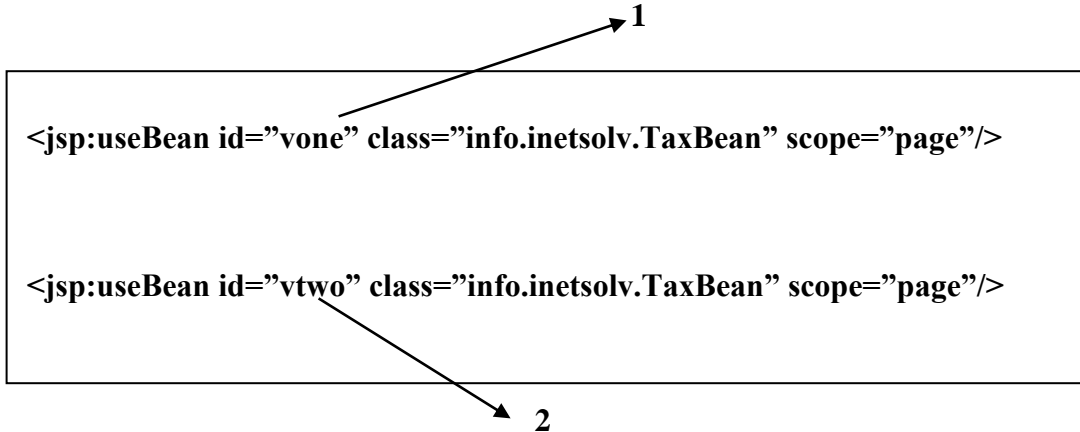 1
<jsp:useBean id=”vone” class=”info.inetsolv.TaxBean” scope=”page”/>
<jsp:useBean id=”vtwo” class=”info.inetsolv.TaxBean” scope=”page”/>
2